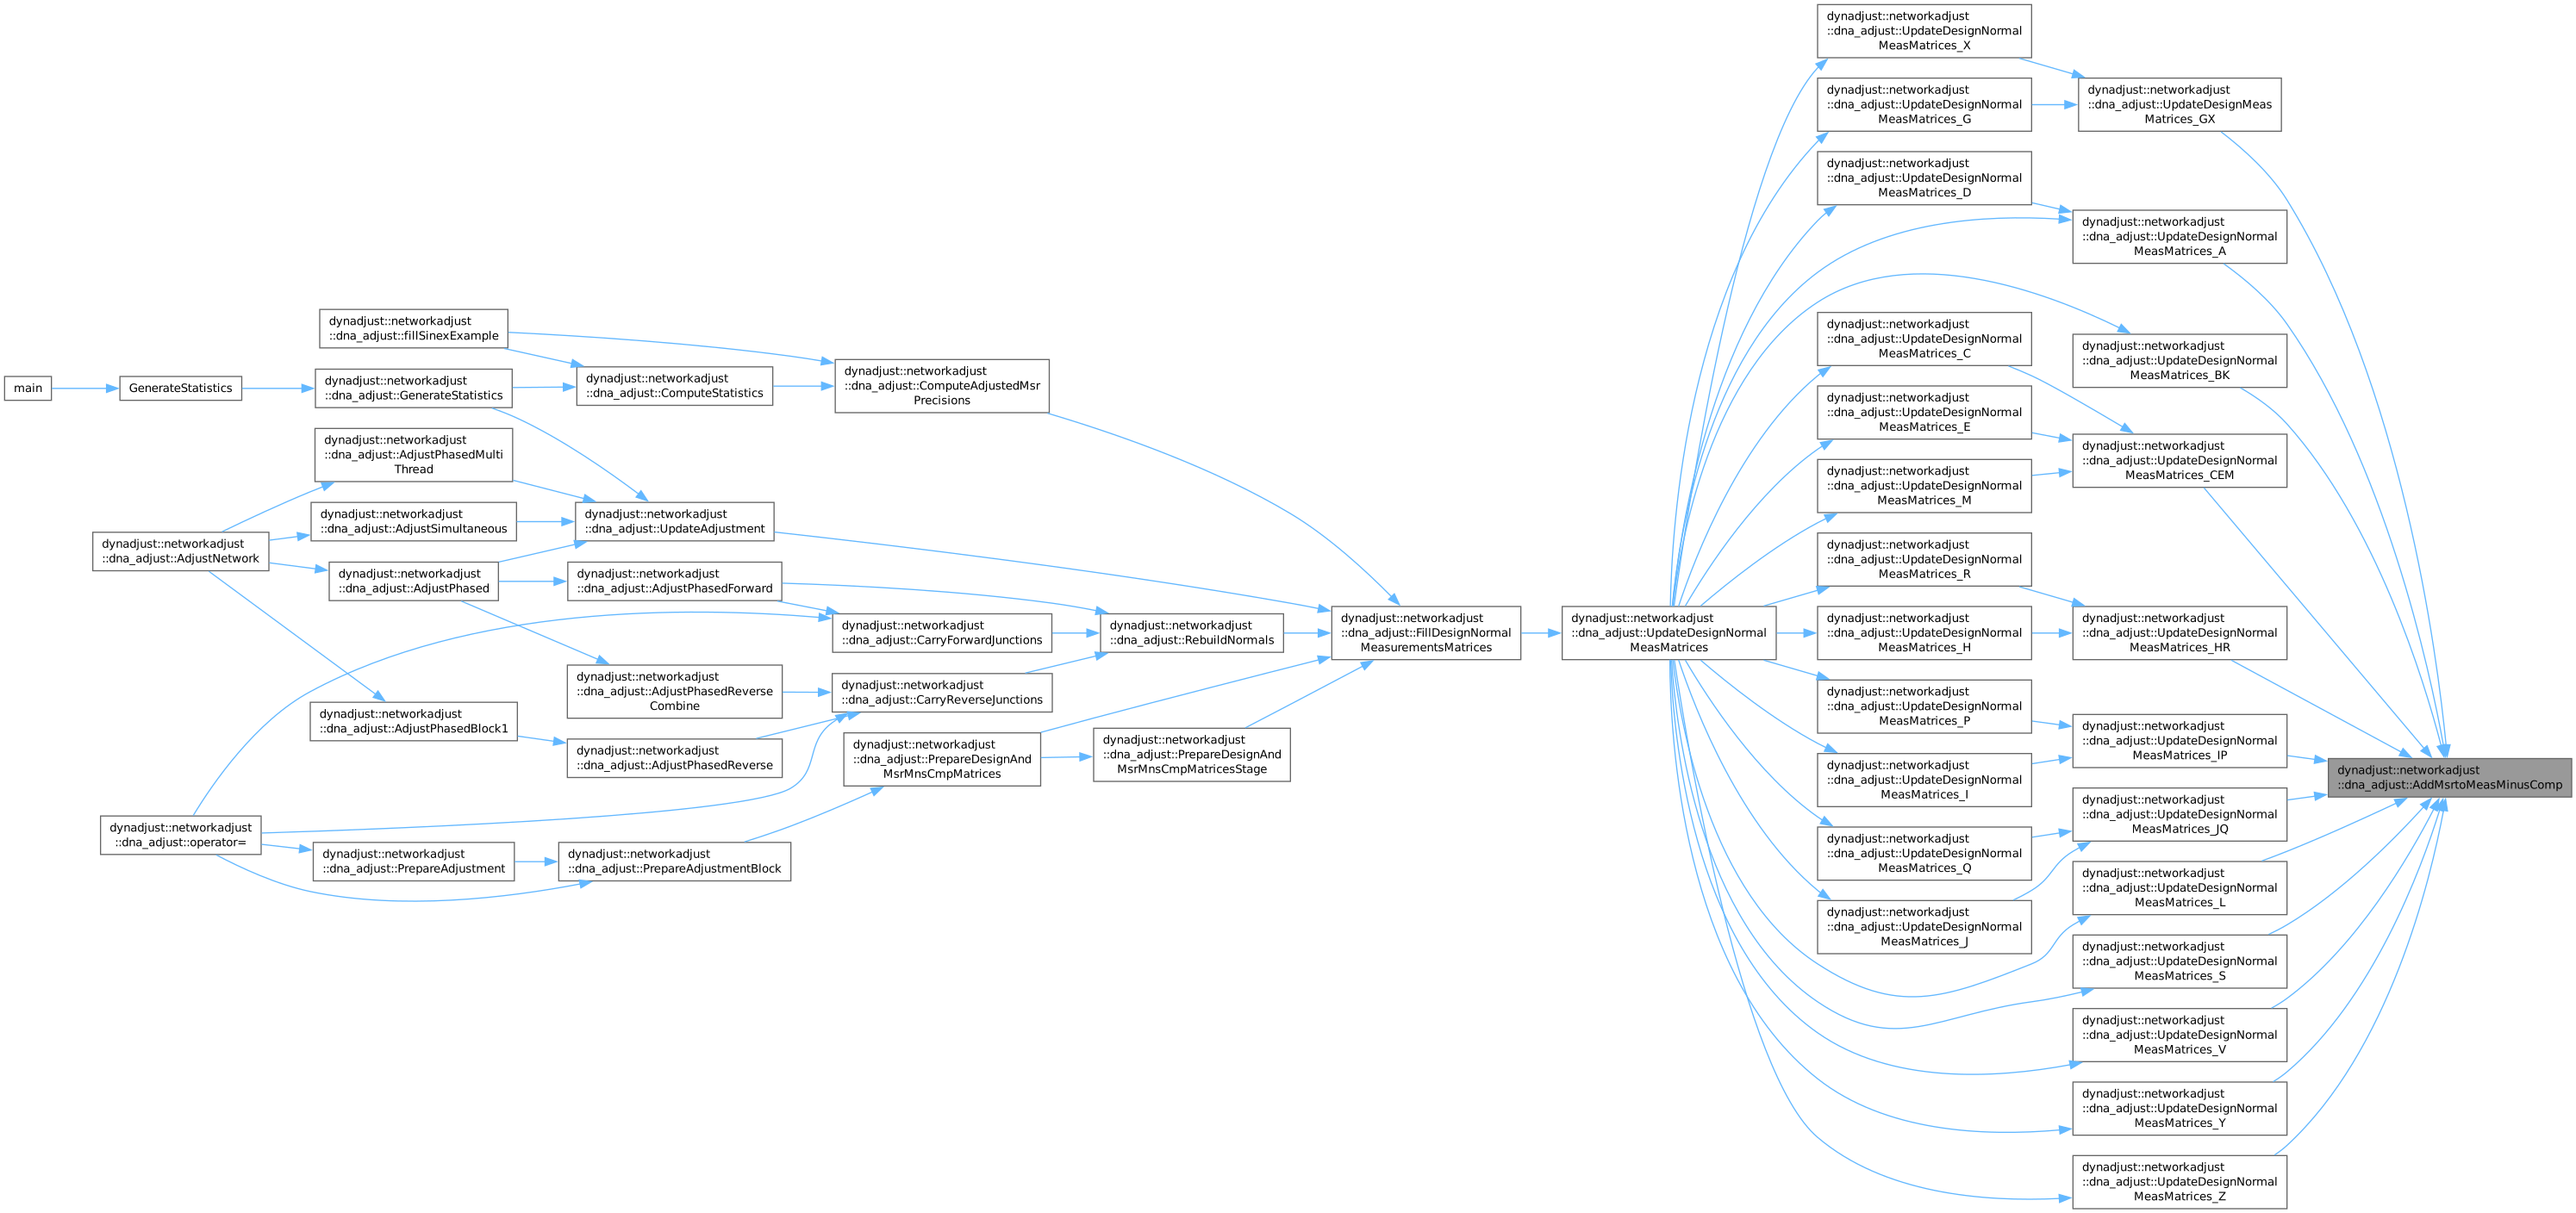 main
GenerateStatistics
dynadjust::networkadjust
::dna_adjust::fillSinexExample
dynadjust::networkadjust
::dna_adjust::GenerateStatistics
dynadjust::networkadjust
::dna_adjust::AdjustPhasedMulti
Thread
dynadjust::networkadjust
::dna_adjust::AdjustSimultaneous
dynadjust::networkadjust
::dna_adjust::AdjustNetwork
dynadjust::networkadjust
::dna_adjust::AdjustPhased
dynadjust::networkadjust
::dna_adjust::AdjustPhasedBlock1
dynadjust::networkadjust
::dna_adjust::operator=
dynadjust::networkadjust
::dna_adjust::PrepareAdjustment
dynadjust::networkadjust
::dna_adjust::ComputeStatistics
dynadjust::networkadjust
::dna_adjust::UpdateAdjustment
dynadjust::networkadjust
::dna_adjust::AdjustPhasedForward
dynadjust::networkadjust
::dna_adjust::AdjustPhasedReverse
Combine
dynadjust::networkadjust
::dna_adjust::AdjustPhasedReverse
dynadjust::networkadjust
::dna_adjust::PrepareAdjustmentBlock
dynadjust::networkadjust
::dna_adjust::ComputeAdjustedMsr
Precisions
dynadjust::networkadjust
::dna_adjust::CarryForwardJunctions
dynadjust::networkadjust
::dna_adjust::CarryReverseJunctions
dynadjust::networkadjust
::dna_adjust::PrepareDesignAnd
MsrMnsCmpMatrices
dynadjust::networkadjust
::dna_adjust::RebuildNormals
dynadjust::networkadjust
::dna_adjust::PrepareDesignAnd
MsrMnsCmpMatricesStage
dynadjust::networkadjust
::dna_adjust::FillDesignNormal
MeasurementsMatrices
dynadjust::networkadjust
::dna_adjust::UpdateDesignNormal
MeasMatrices
dynadjust::networkadjust
::dna_adjust::UpdateDesignNormal
MeasMatrices_X
dynadjust::networkadjust
::dna_adjust::UpdateDesignNormal
MeasMatrices_G
dynadjust::networkadjust
::dna_adjust::UpdateDesignNormal
MeasMatrices_D
dynadjust::networkadjust
::dna_adjust::UpdateDesignNormal
MeasMatrices_C
dynadjust::networkadjust
::dna_adjust::UpdateDesignNormal
MeasMatrices_E
dynadjust::networkadjust
::dna_adjust::UpdateDesignNormal
MeasMatrices_M
dynadjust::networkadjust
::dna_adjust::UpdateDesignNormal
MeasMatrices_R
dynadjust::networkadjust
::dna_adjust::UpdateDesignNormal
MeasMatrices_H
dynadjust::networkadjust
::dna_adjust::UpdateDesignNormal
MeasMatrices_P
dynadjust::networkadjust
::dna_adjust::UpdateDesignNormal
MeasMatrices_I
dynadjust::networkadjust
::dna_adjust::UpdateDesignNormal
MeasMatrices_Q
dynadjust::networkadjust
::dna_adjust::UpdateDesignNormal
MeasMatrices_J
dynadjust::networkadjust
::dna_adjust::UpdateDesignMeas
Matrices_GX
dynadjust::networkadjust
::dna_adjust::UpdateDesignNormal
MeasMatrices_A
dynadjust::networkadjust
::dna_adjust::UpdateDesignNormal
MeasMatrices_BK
dynadjust::networkadjust
::dna_adjust::UpdateDesignNormal
MeasMatrices_CEM
dynadjust::networkadjust
::dna_adjust::UpdateDesignNormal
MeasMatrices_HR
dynadjust::networkadjust
::dna_adjust::UpdateDesignNormal
MeasMatrices_IP
dynadjust::networkadjust
::dna_adjust::UpdateDesignNormal
MeasMatrices_JQ
dynadjust::networkadjust
::dna_adjust::UpdateDesignNormal
MeasMatrices_L
dynadjust::networkadjust
::dna_adjust::UpdateDesignNormal
MeasMatrices_S
dynadjust::networkadjust
::dna_adjust::UpdateDesignNormal
MeasMatrices_V
dynadjust::networkadjust
::dna_adjust::UpdateDesignNormal
MeasMatrices_Y
dynadjust::networkadjust
::dna_adjust::UpdateDesignNormal
MeasMatrices_Z
dynadjust::networkadjust
::dna_adjust::AddMsrtoMeasMinusComp